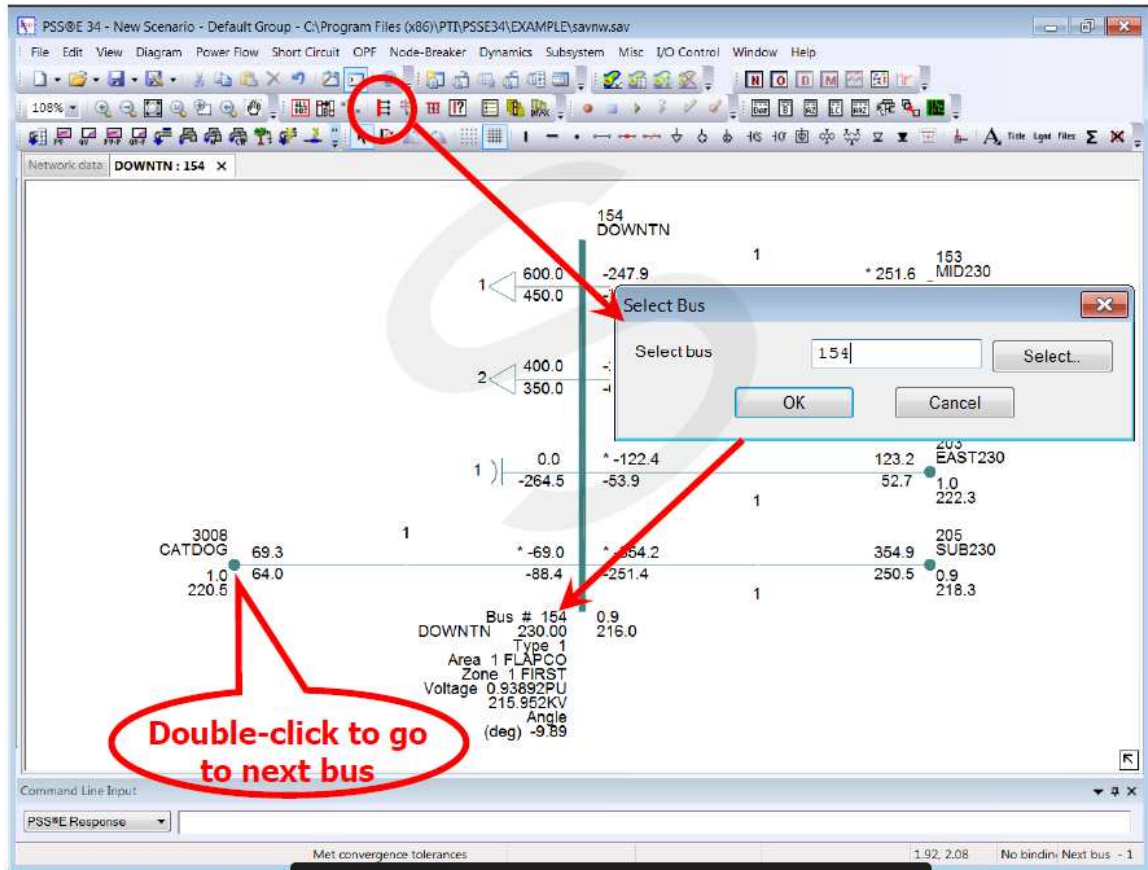 PSS®E 34 - New Scenario - Default Group - C:\Program Files (x86)\PTI\PSSE34\EXAMPLE\savnw.sav
File Edit View Diagram Power Flow Short Circuit OPF Node-Breaker Dynamics Subsystem Misc I/O Control Window Help
N O D M
108%
Title Lgnd Files Σ
Network data DOWNTN : 154 X
154
DOWNTN
1 153
600.0 -247.9 * 251.6 MID230
1
450.0
Select Bus
Select bus 154 Select..
OK Cancel
400.0
2
350.0
203
0.0 * -122.4 123.2 EAST230
1
-264.5 -53.9 52.7 1.0
1 222.3
3008 1 205
CATDOG 69.3 * -69.0 * -354.2 354.9 SUB230
1.0 64.0 -88.4 -251.4 250.5 0.9
220.5 1 218.3
Bus # 154 0.9
DOWNTN 230.00 216.0
Type 1
Area 1 FLAPCO
Zone 1 FIRST
Voltage 0.93892PU
215.952KV
Angle
(deg) -9.89
Double-click to go
to next bus
Command Line Input
PSS®E Response
Met convergence tolerances 1.92, 2.08 No bindin Next bus - 1